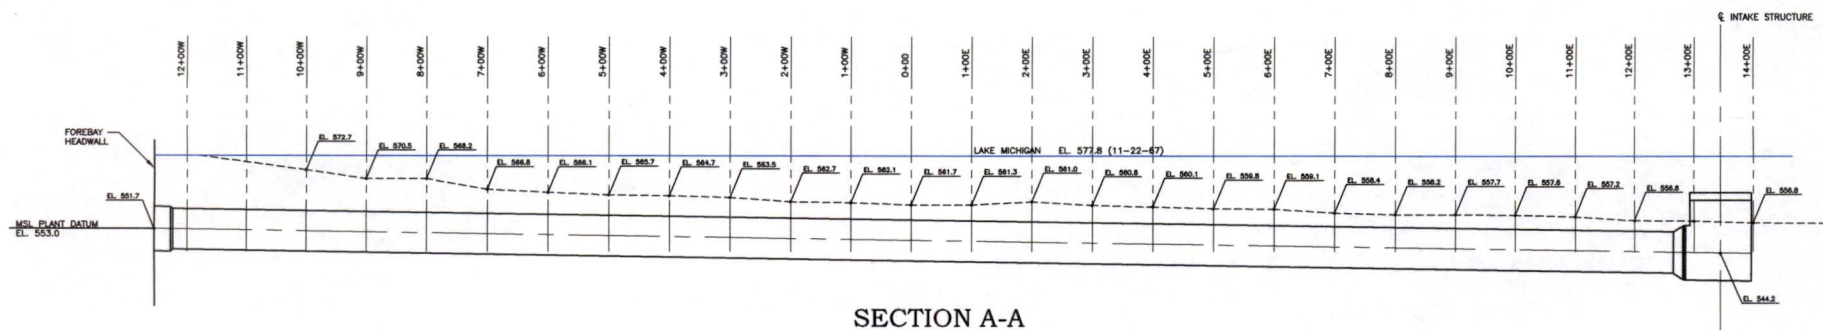 ℄ INTAKE STRUCTURE
12+00W
11+00W
10+00W
9+00W
8+00W
7+00W
6+00W
5+00W
4+00W
3+00W
2+00W
1+00W
0+00
1+00E
2+00E
3+00E
4+00E
5+00E
6+00E
7+00E
8+00E
9+00E
10+00E
11+00E
12+00E
13+00E
14+00E
FOREBAY
HEADWALL
EL. 572.7
EL. 570.5
EL. 568.2
LAKE MICHIGAN EL. 577.8 (11-22-67)
EL. 566.8
EL. 566.1
EL. 565.7
EL. 564.7
EL. 563.5
EL. 562.7
EL. 562.1
EL. 561.7
EL. 561.3
EL. 561.0
EL. 560.1
EL. 559.8
EL. 559.1
EL. 558.4
EL. 558.2
EL. 557.7
EL. 557.2
EL. 556.8
EL. 556.8
EL. 551.7
MSL PLANT DATUM
EL. 553.0
EL. 544.2
SECTION A-A